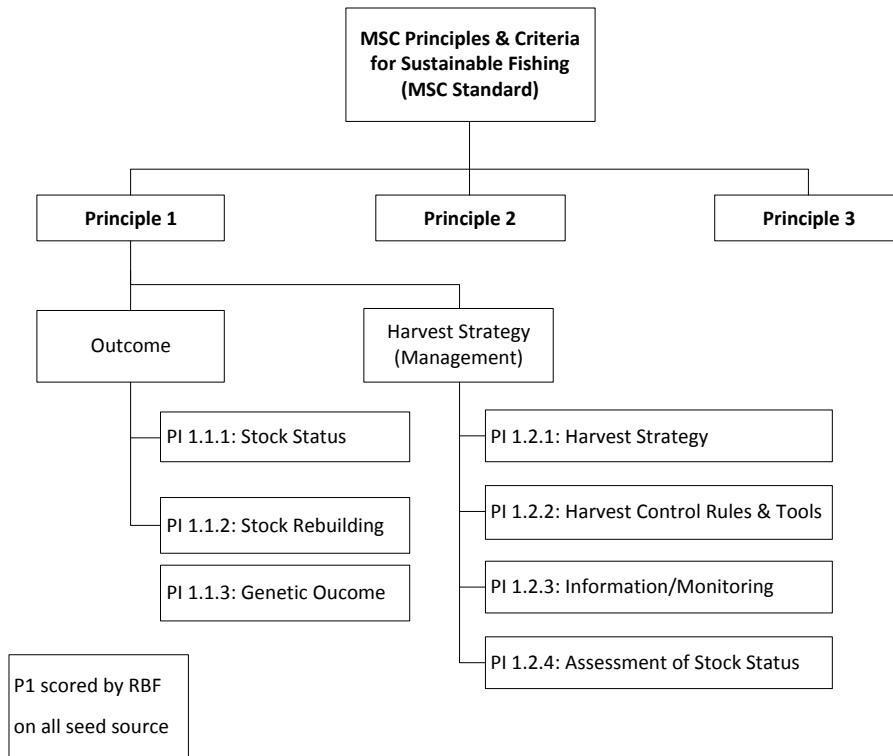 MSC Principles & Criteria
for Sustainable Fishing
(MSC Standard)
Principle 1
Principle 2
Principle 3
Outcome
Harvest Strategy
(Management)
PI 1.1.1: Stock Status
PI 1.1.2: Stock Rebuilding
PI 1.1.3: Genetic Oucome
PI 1.2.1: Harvest Strategy
PI 1.2.2: Harvest Control Rules & Tools
PI 1.2.3: Information/Monitoring
PI 1.2.4: Assessment of Stock Status
P1 scored by RBF
on all seed source